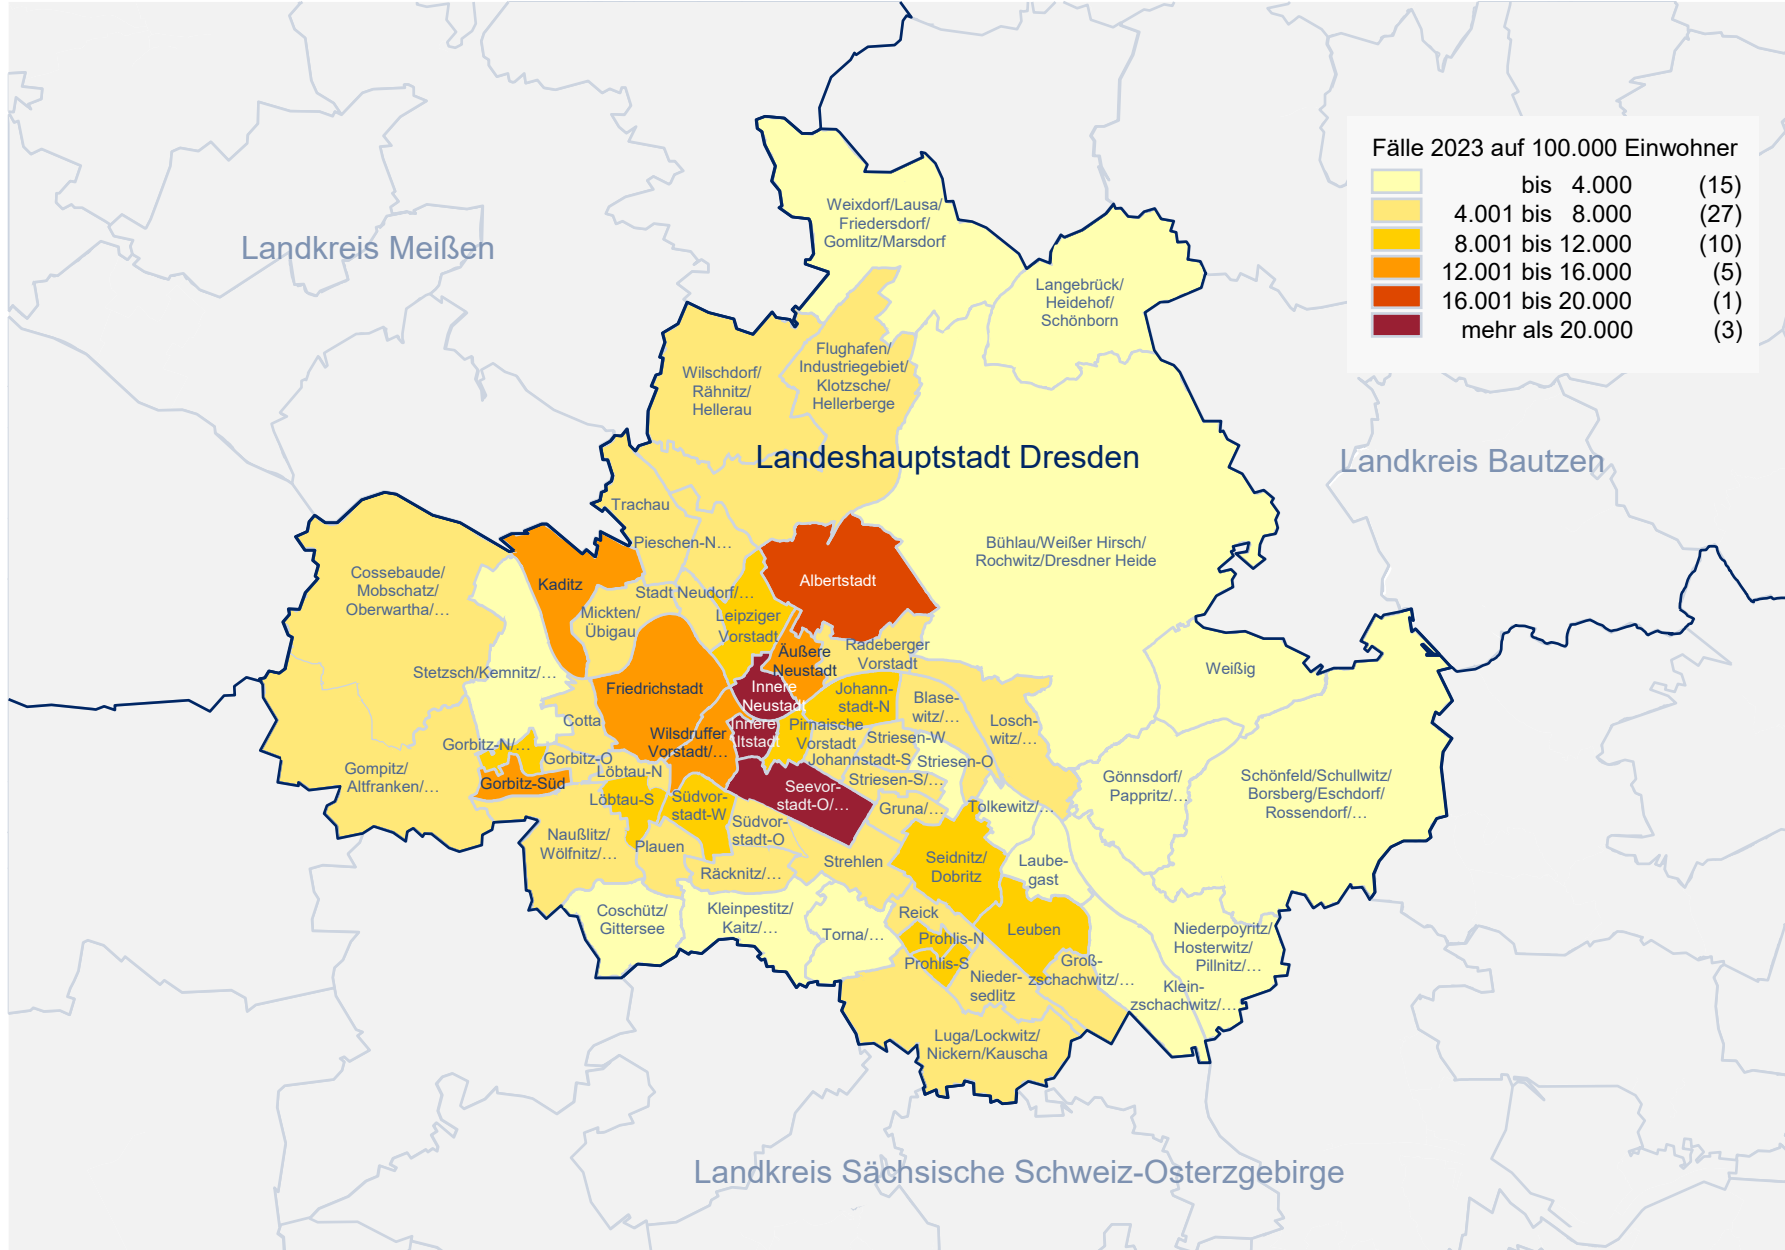 Fälle 2023 auf 100.000 Einwohner
bis 4.000 (15)
4.001 bis 8.000 (27)
8.001 bis 12.000 (10)
12.001 bis 16.000 (5)
16.001 bis 20.000 (1)
mehr als 20.000 (3)
Landkreis Meißen
Landeshauptstadt Dresden
Landkreis Bautzen
Landkreis Sächsische Schweiz-Osterzgebirge
Weixdorf/Lausa/
Friedersdorf/
Gomlitz/Marsdorf
Langebrück/
Heidehof/
Schönborn
Flughafen/
Industriegebiet/
Klotzsche/
Hellerberge
Wilschdorf/
Rähnitz/
Hellerau
Trachau
Pieschen-N…
Bühlau/Weißer Hirsch/
Rochwitz/Dresdner Heide
Cossebaude/
Mobschatz/
Oberwartha/…
Kaditz
Albertstadt
Stadt Neudorf/…
Mickten/
Übigau
Leipziger
Vorstadt
Äußere
Neustadt
Radeberger
Vorstadt
Weißig
Stetzsch/Kemnitz/…
Friedrichstadt
Innere
Neustadt
Johann-
stadt-N
Blase-
witz/…
Losch-
witz/…
Cotta
Wilsdruffer
Vorstadt/…
Innere
Altstadt
Pirnaische
Vorstadt
Striesen-W
Gorbitz-N/…
Gorbitz-O
Johannstadt-S
Striesen-O
Gompitz/
Altfranken/…
Gorbitz-Süd
Löbtau-N
Striesen-S/…
Gönnsdorf/
Pappritz/…
Schönfeld/Schullwitz/
Borsberg/Eschdorf/
Rossendorf/…
Löbtau-S
Südvor-
stadt-W
Seevor-
stadt-O/…
Gruna/…
Tolkewitz/…
Südvor-
stadt-O
Naußlitz/
Wölfnitz/…
Plauen
Strehlen
Seidnitz/
Dobritz
Laube-
gast
Räcknitz/…
Coschütz/
Gittersee
Kleinpestitz/
Kaitz/…
Torna/…
Reick
Leuben
Niederpoyritz/
Hosterwitz/
Pillnitz/…
Prohlis-N
Prohlis-S
Groß-
zschachwitz/…
Nieder-
sedlitz
Klein-
zschachwitz/…
Luga/Lockwitz/
Nickern/Kauscha